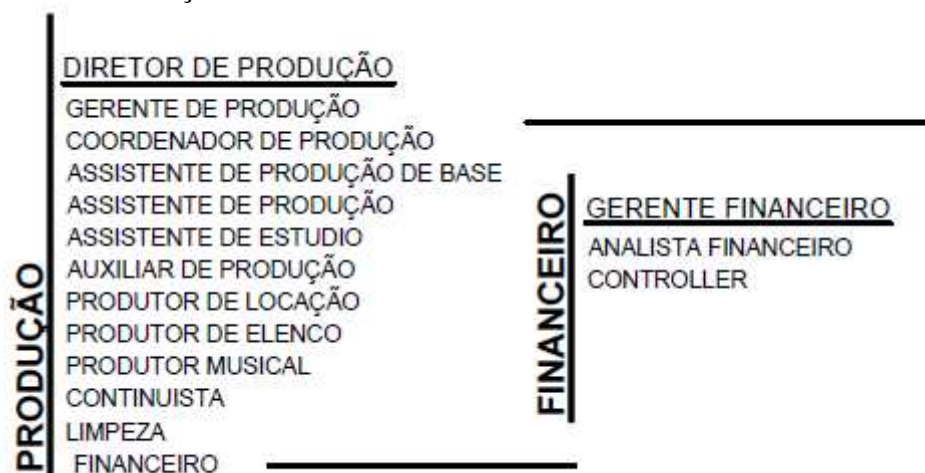 PRODUÇÃO
DIRETOR DE PRODUÇÃO
GERENTE DE PRODUÇÃO
COORDENADOR DE PRODUÇÃO
ASSISTENTE DE PRODUÇÃO DE BASE
ASSISTENTE DE PRODUÇÃO
ASSISTENTE DE ESTUDIO
AUXILIAR DE PRODUÇÃO
PRODUTOR DE LOCAÇÃO
PRODUTOR DE ELENCO
PRODUTOR MUSICAL
CONTINUISTA
LIMPEZA
FINANCEIRO
FINANCEIRO
GERENTE FINANCEIRO
ANALISTA FINANCEIRO
CONTROLLER